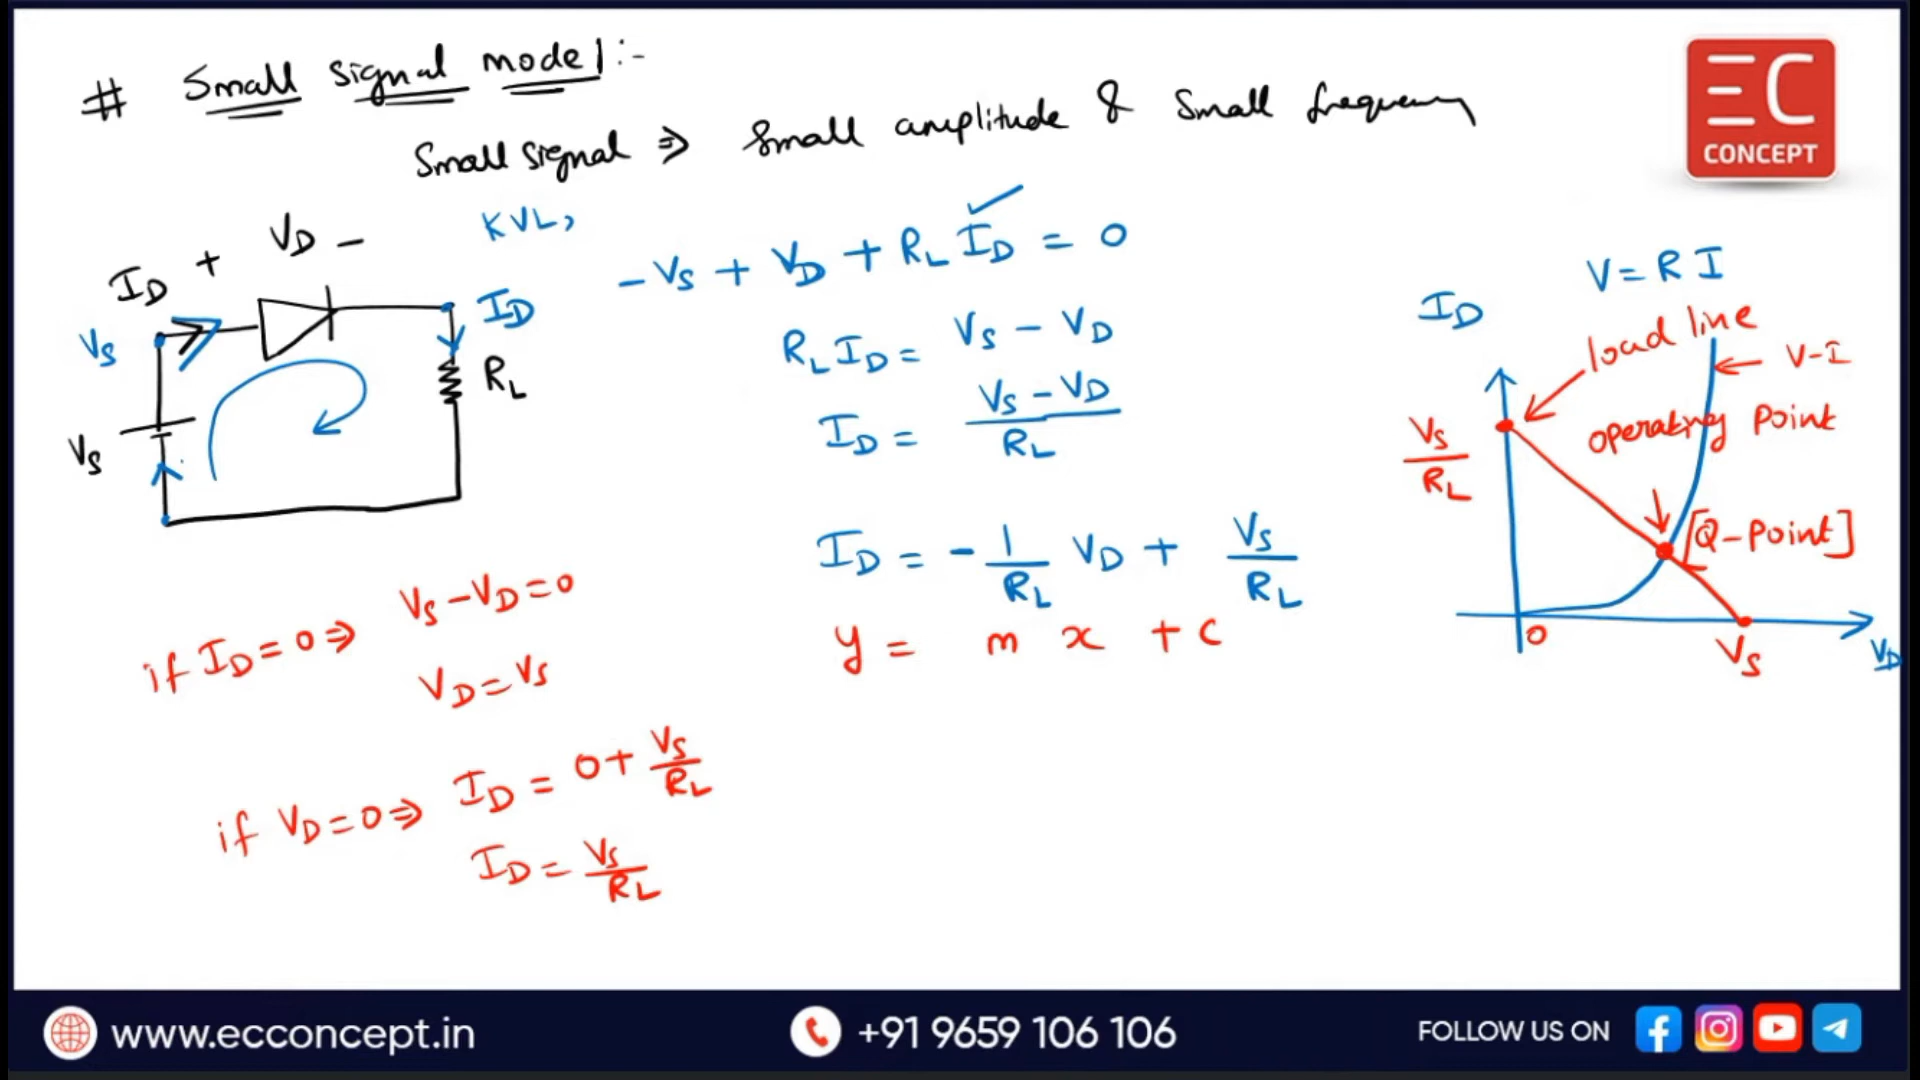 # Small signal model:-
Small signal ⇒ Small amplitude & Small frequency
EC
CONCEPT
KVL,
-VS + VD + RL ID = 0
RL ID = VS - VD
ID = (VS - VD)/RL
ID = -1/RL VD + VS/RL
y = m x + c
ID + VD -
VS
ID
RL
VS
if ID = 0 ⇒ VS - VD = 0
VD = VS
if VD = 0 ⇒ ID = 0 + VS/RL
ID = VS/RL
V = R I
ID
load line
V-I
operating point
VS/RL
[Q-point]
0
VS
VD
www.ecconcept.in
+91 9659 106 106
FOLLOW US ON